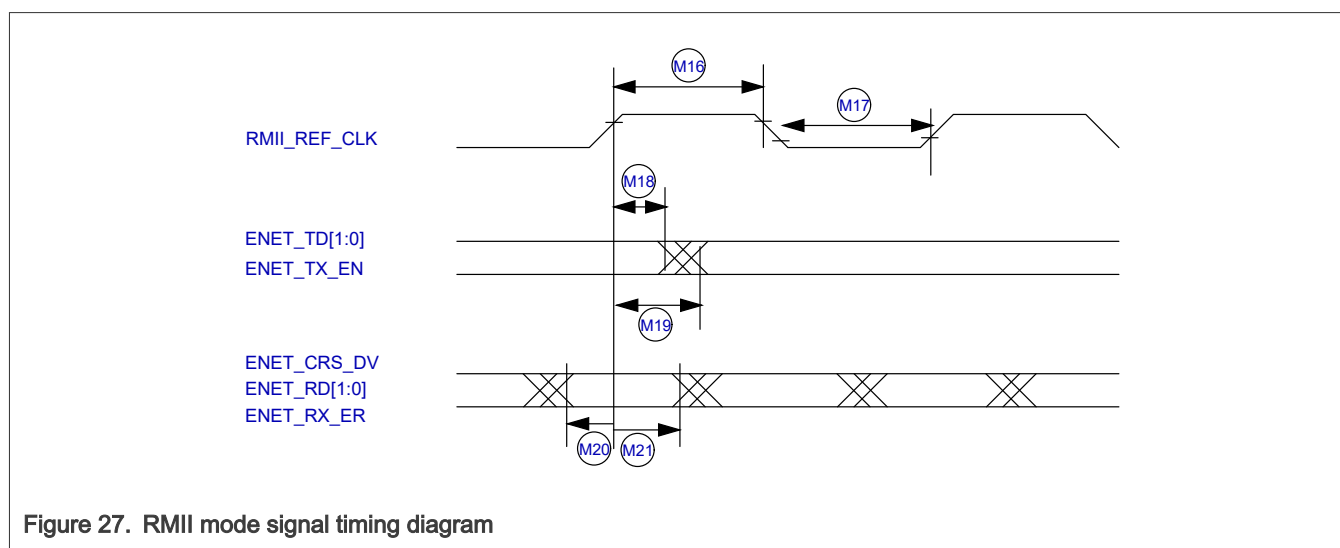 M16
M17
RMII_REF_CLK
M18
ENET_TD[1:0]
ENET_TX_EN
M19
ENET_CRS_DV
ENET_RD[1:0]
ENET_RX_ER
M20
M21
Figure 27. RMII mode signal timing diagram